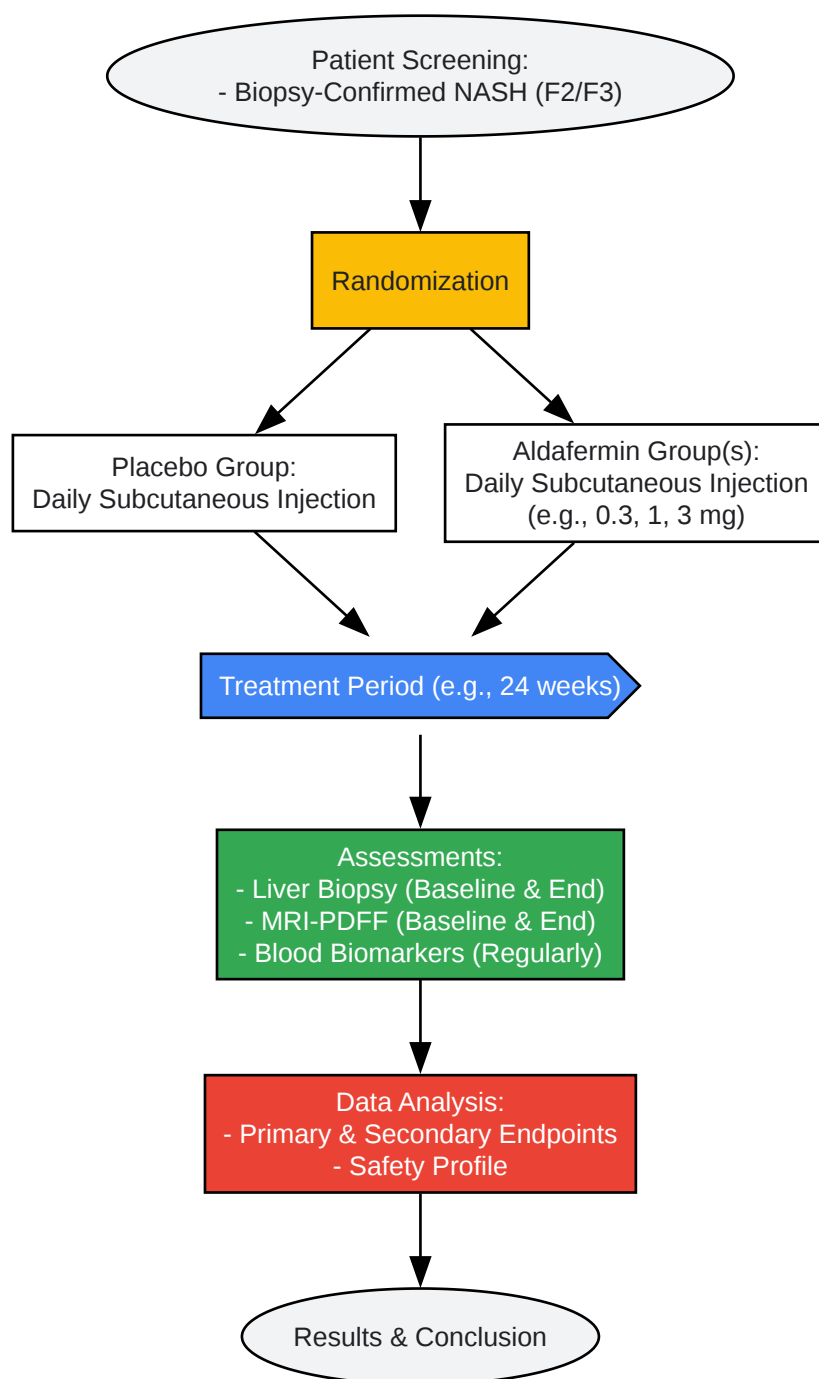 Patient Screening:
- Biopsy-Confirmed NASH (F2/F3)
Randomization
Placebo Group:
Daily Subcutaneous Injection
Aldafermin Group(s):
Daily Subcutaneous Injection
(e.g., 0.3, 1, 3 mg)
Treatment Period (e.g., 24 weeks)
Assessments:
- Liver Biopsy (Baseline & End)
- MRI-PDFF (Baseline & End)
- Blood Biomarkers (Regularly)
Data Analysis:
- Primary & Secondary Endpoints
- Safety Profile
Results & Conclusion